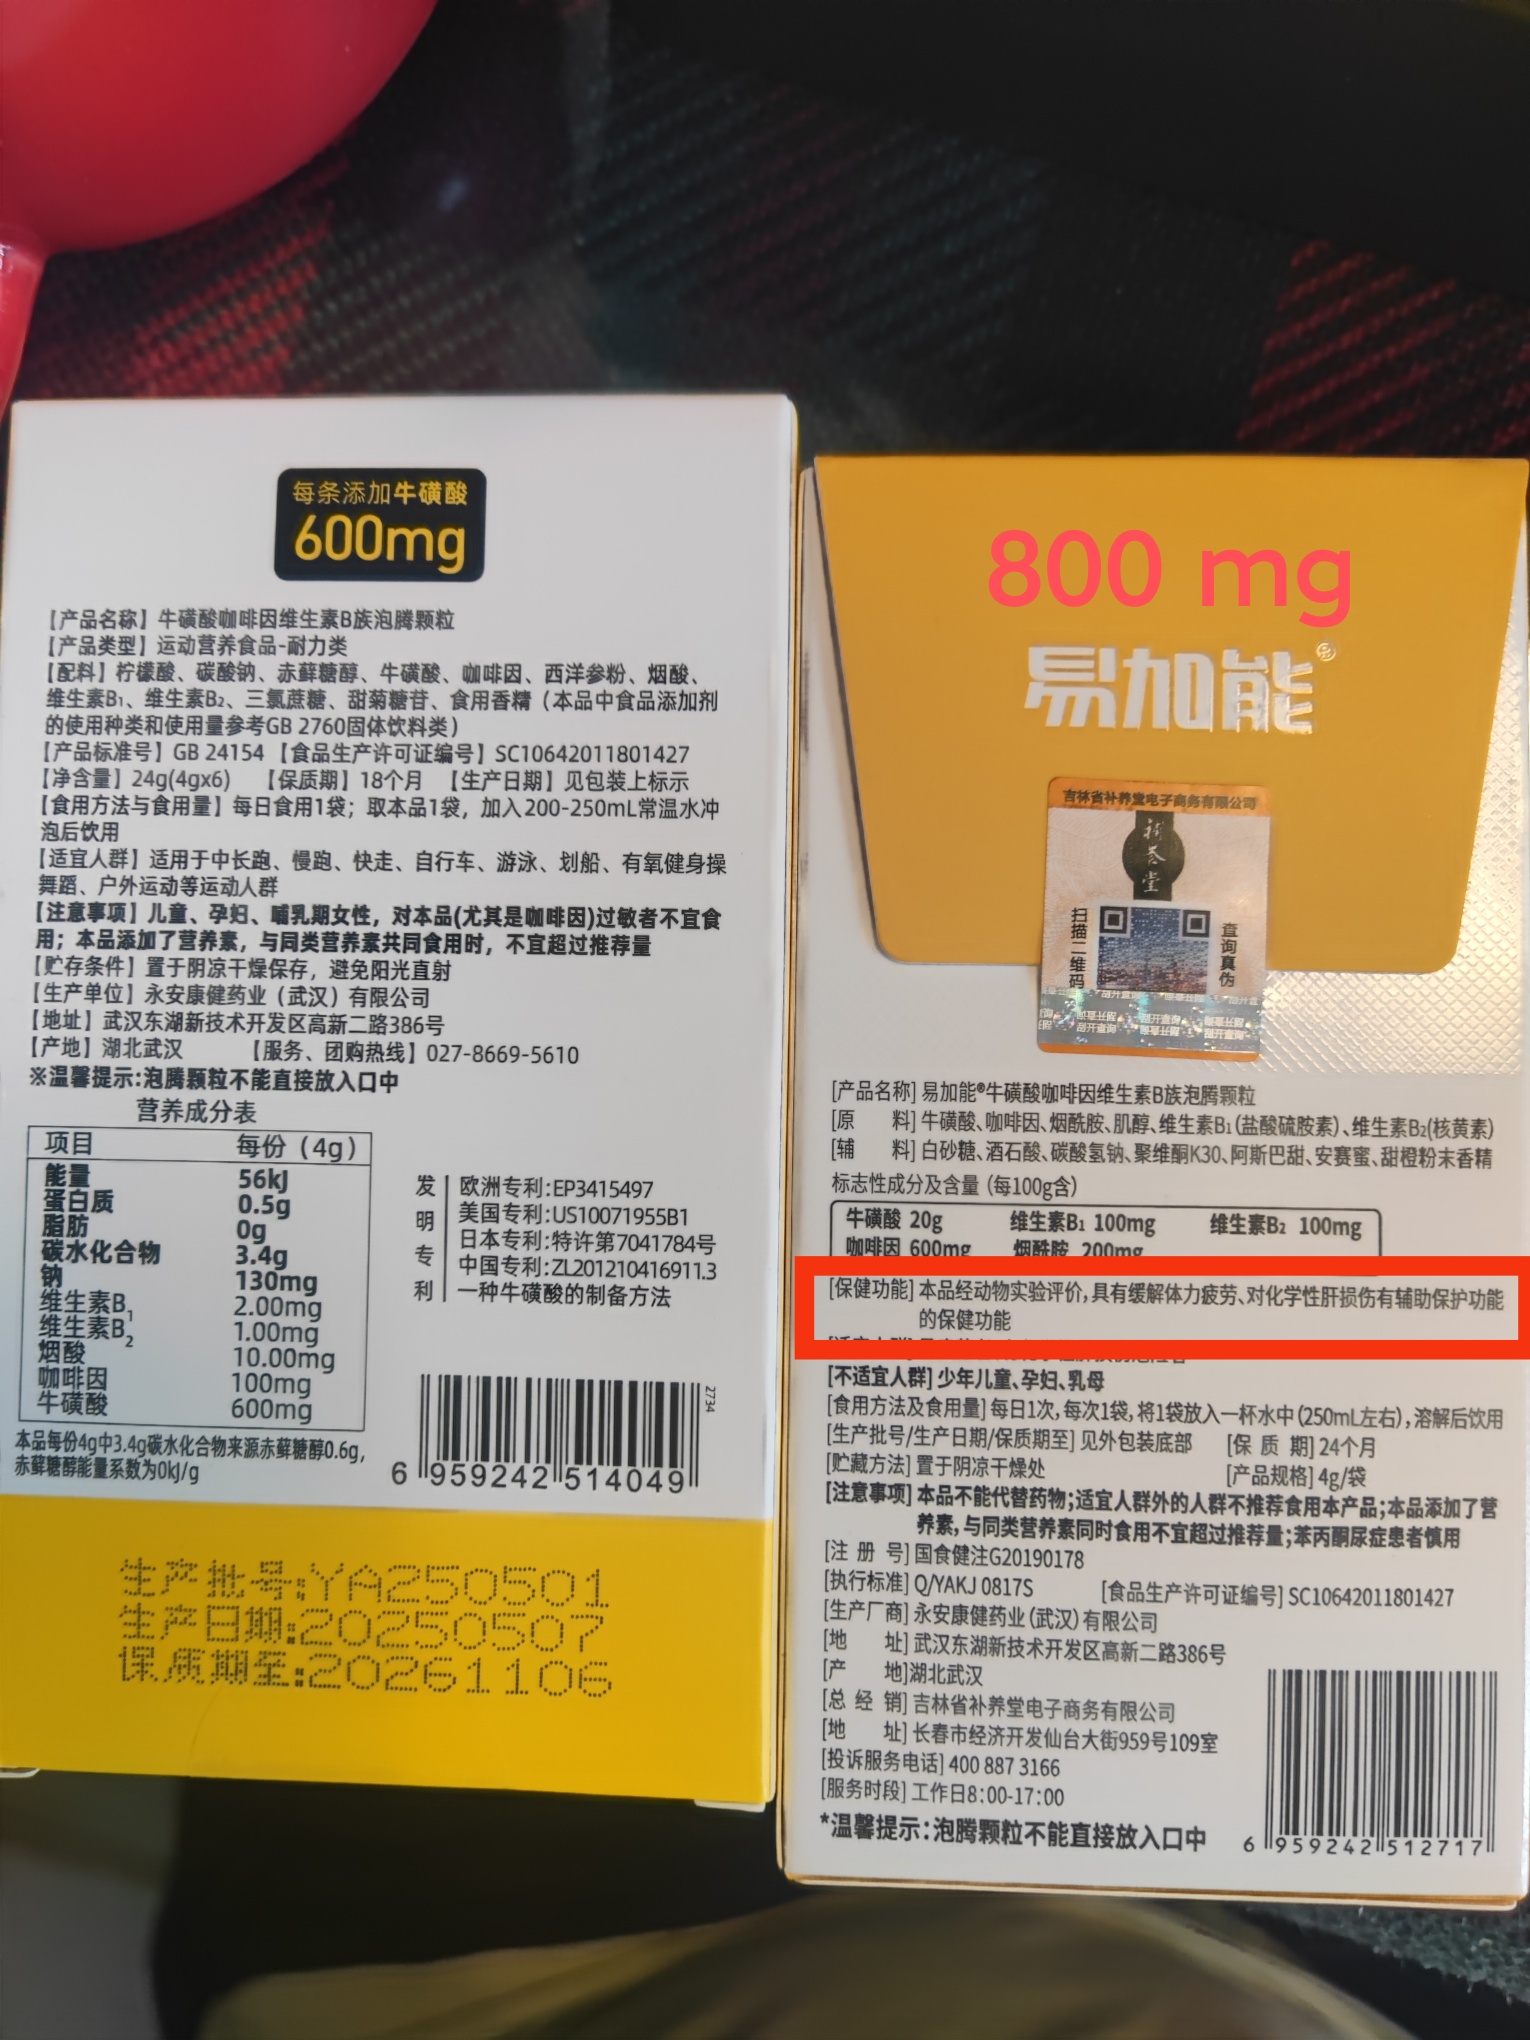 每条添加牛磺酸
600mg
【产品名称】牛磺酸咖啡因维生素B族泡腾颗粒
【产品类型】运动营养食品-耐力类
【配料】柠檬酸、碳酸钠、赤藓糖醇、牛磺酸、咖啡因、西洋参粉、烟酸、
维生素B₁、维生素B₂、三氯蔗糖、甜菊糖苷、食用香精（本品中食品添加剂
的使用种类和使用量参考GB 2760固体饮料类）
【产品标准号】GB 24154 【食品生产许可证编号】SC10642011801427
【净含量】24g(4gx6) 【保质期】18个月 【生产日期】见包装上标示
【食用方法与食用量】每日食用1袋；取本品1袋，加入200-250mL常温水冲
泡后饮用
【适宜人群】适用于中长跑、慢跑、快走、自行车、游泳、划船、有氧健身操
舞蹈、户外运动等运动人群
【注意事项】儿童、孕妇、哺乳期女性，对本品(尤其是咖啡因)过敏者不宜食
用；本品添加了营养素，与同类营养素共同食用时，不宜超过推荐量
【贮存条件】置于阴凉干燥保存，避免阳光直射
【生产单位】永安康健药业（武汉）有限公司
【地址】武汉东湖新技术开发区高新二路386号
【产地】湖北武汉 【服务、团购热线】027-8669-5610
※温馨提示:泡腾颗粒不能直接放入口中
营养成分表
项目 每份（4g）
能量 56kJ
蛋白质 0.5g
脂肪 0g
碳水化合物 3.4g
钠 130mg
维生素B₁ 2.00mg
维生素B₂ 1.00mg
烟酸 10.00mg
咖啡因 100mg
牛磺酸 600mg
本品每份4g中3.4g碳水化合物来源赤藓糖醇0.6g,
赤藓糖醇能量系数为0kJ/g
发明专利
欧洲专利:EP3415497
美国专利:US10071955B1
日本专利:特许第7041784号
中国专利:ZL201210416911.3
一种牛磺酸的制备方法
2734
6 959242 514049
生产批号:YA250501
生产日期:20250507
保质期至:20261106
800 mg
易加能®
吉林省补养堂电子商务有限公司
补养堂
扫描二维码
查询真伪
[产品名称] 易加能®牛磺酸咖啡因维生素B族泡腾颗粒
[原 料] 牛磺酸、咖啡因、烟酰胺、肌醇、维生素B₁(盐酸硫胺素)、维生素B₂(核黄素)
[辅 料] 白砂糖、酒石酸、碳酸氢钠、聚维酮K30、阿斯巴甜、安赛蜜、甜橙粉末香精
标志性成分及含量 (每100g含)
牛磺酸 20g 维生素B₁ 100mg 维生素B₂ 100mg
咖啡因 600mg 烟酰胺 200mg
[保健功能] 本品经动物实验评价,具有缓解体力疲劳、对化学性肝损伤有辅助保护功能
的保健功能
[不适宜人群] 少年儿童、孕妇、乳母
[食用方法及食用量] 每日1次,每次1袋,将1袋放入一杯水中(250mL左右),溶解后饮用
[生产批号/生产日期/保质期至] 见外包装底部 [保 质 期] 24个月
[贮藏方法] 置于阴凉干燥处 [产品规格] 4g/袋
[注意事项] 本品不能代替药物;适宜人群外的人群不推荐食用本产品;本品添加了营
养素,与同类营养素同时食用不宜超过推荐量;苯丙酮尿症患者慎用
[注 册 号] 国食健注G20190178
[执行标准] Q/YAKJ 0817S [食品生产许可证编号] SC10642011801427
[生产厂商] 永安康健药业(武汉)有限公司
[地 址] 武汉东湖新技术开发区高新二路386号
[产 地] 湖北武汉
[总 经 销] 吉林省补养堂电子商务有限公司
[地 址] 长春市经济开发仙台大街959号109室
[投诉服务电话] 400 887 3166
[服务时段] 工作日8:00-17:00
*温馨提示:泡腾颗粒不能直接放入口中
6 959242 512717